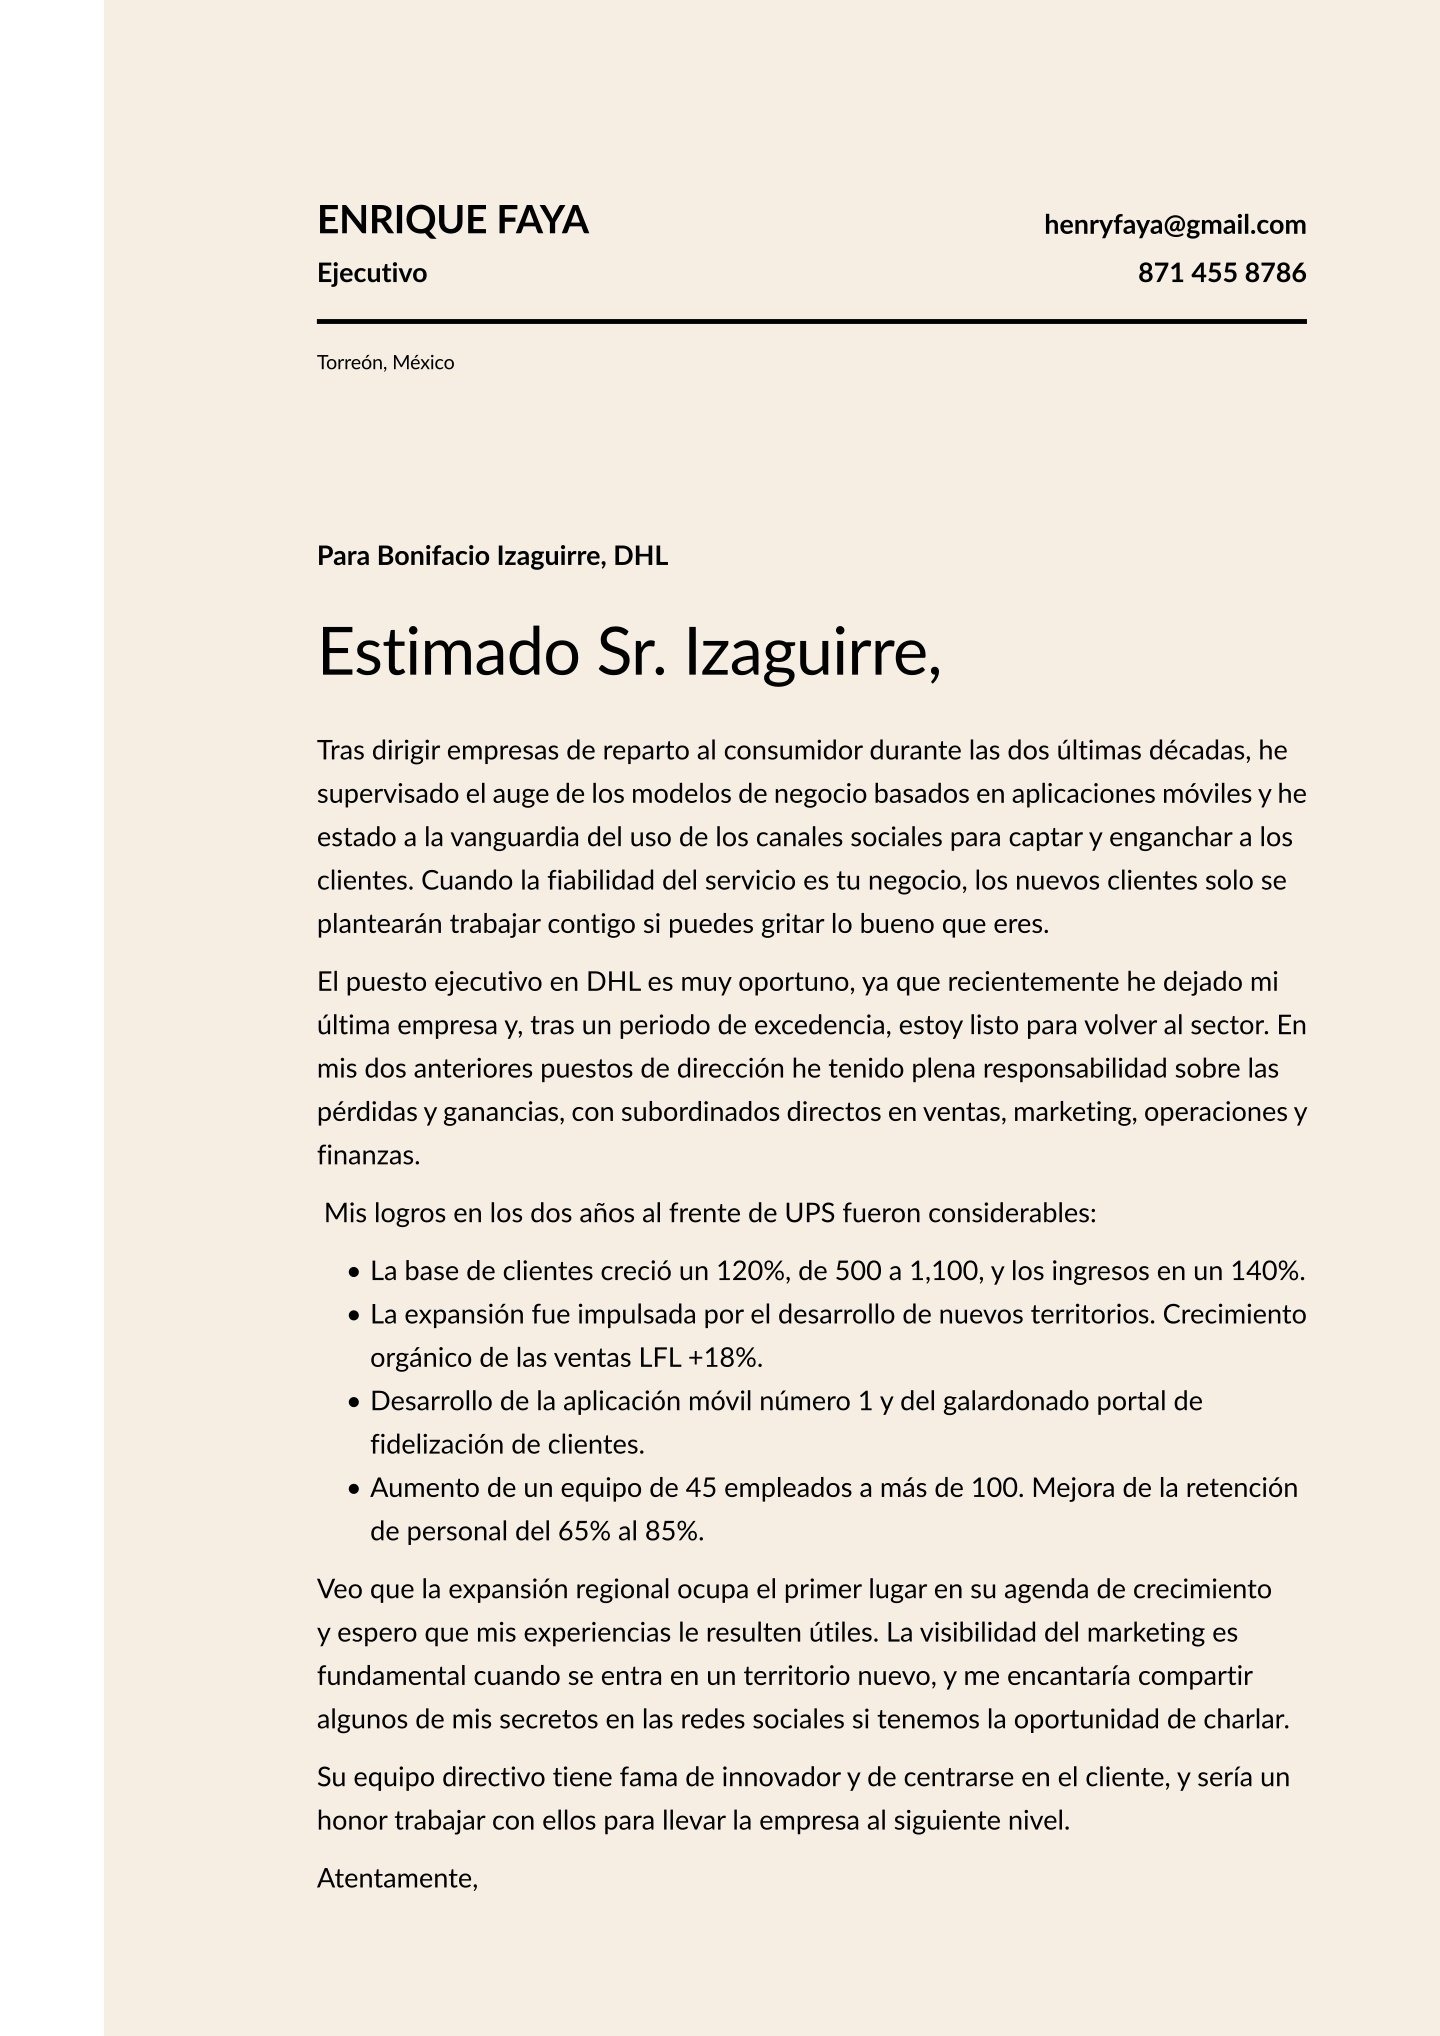 ENRIQUE FAYA
henryfaya@gmail.com
Ejecutivo
871 455 8786
Torreón, México
Para Bonifacio Izaguirre, DHL
Estimado Sr. Izaguirre,
Tras dirigir empresas de reparto al consumidor durante las dos últimas décadas, he
supervisado el auge de los modelos de negocio basados en aplicaciones móviles y he
estado a la vanguardia del uso de los canales sociales para captar y enganchar a los
clientes. Cuando la fiabilidad del servicio es tu negocio, los nuevos clientes solo se
plantearán trabajar contigo si puedes gritar lo bueno que eres.
El puesto ejecutivo en DHL es muy oportuno, ya que recientemente he dejado mi
última empresa y, tras un periodo de excedencia, estoy listo para volver al sector. En
mis dos anteriores puestos de dirección he tenido plena responsabilidad sobre las
pérdidas y ganancias, con subordinados directos en ventas, marketing, operaciones y
finanzas.
Mis logros en los dos años al frente de UPS fueron considerables:
• La base de clientes creció un 120%, de 500 a 1,100, y los ingresos en un 140%.
• La expansión fue impulsada por el desarrollo de nuevos territorios. Crecimiento
orgánico de las ventas LFL +18%.
• Desarrollo de la aplicación móvil número 1 y del galardonado portal de
fidelización de clientes.
• Aumento de un equipo de 45 empleados a más de 100. Mejora de la retención
de personal del 65% al 85%.
Veo que la expansión regional ocupa el primer lugar en su agenda de crecimiento
y espero que mis experiencias le resulten útiles. La visibilidad del marketing es
fundamental cuando se entra en un territorio nuevo, y me encantaría compartir
algunos de mis secretos en las redes sociales si tenemos la oportunidad de charlar.
Su equipo directivo tiene fama de innovador y de centrarse en el cliente, y sería un
honor trabajar con ellos para llevar la empresa al siguiente nivel.
Atentamente,